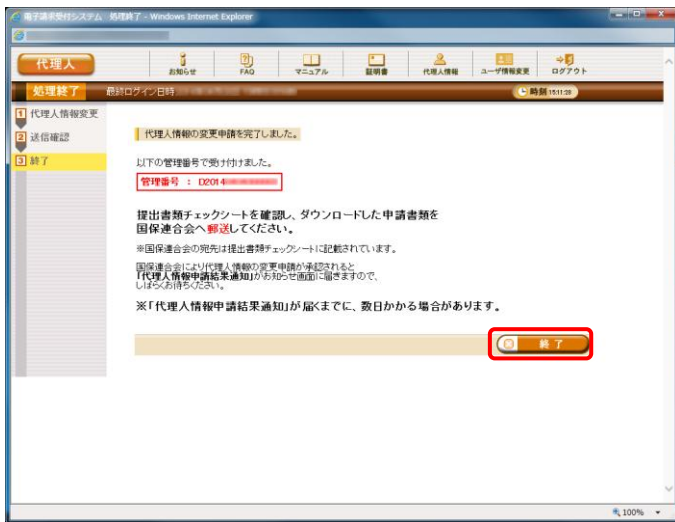 電子請求受付システム 処理終了 - Windows Internet Explorer
代理人
お知らせ
FAQ
マニュアル
証明書
代理人情報
ユーザ情報変更
ログアウト
処理終了
最終ログイン日時
時刻 15:11:28
1 代理人情報変更
2 送信確認
3 終了
代理人情報の変更申請を完了しました。
以下の管理番号で受け付けました。
管理番号 : D2014
提出書類チェックシートを確認し、ダウンロードした申請書類を
国保連合会へ郵送してください。
※国保連合会の宛先は提出書類チェックシートに記載されています。
国保連合会により代理人情報の変更申請が承認されると
「代理人情報申請結果通知」がお知らせ画面に届きますので、
しばらくお待ちください。
※「代理人情報申請結果通知」が届くまでに、数日かかる場合があります。
終了
100%